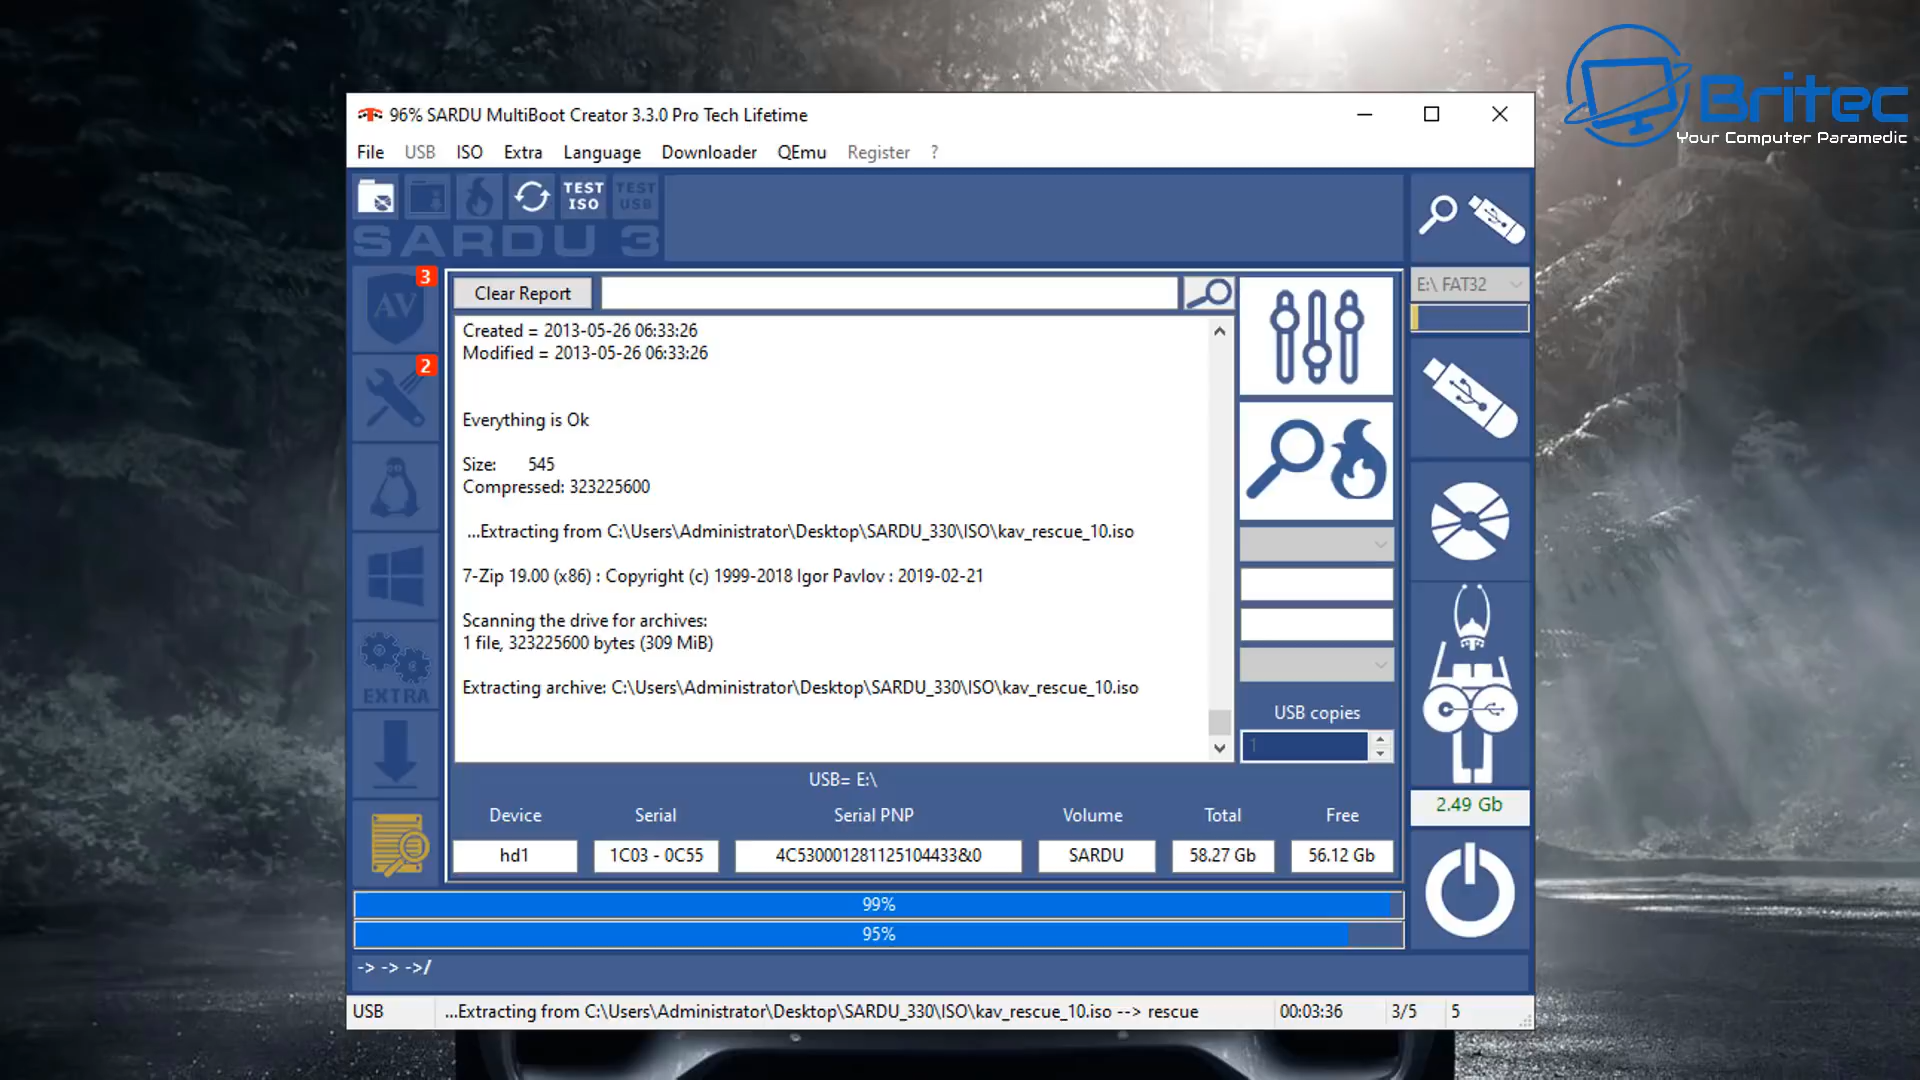 Britec
Your Computer Paramedic
96% SARDU MultiBoot Creator 3.3.0 Pro Tech Lifetime
File USB ISO Extra Language Downloader QEmu Register ?
TEST ISO
TEST USB
SARDU 3
E:\ FAT32
AV
3
2
EXTRA
Clear Report
Created = 2013-05-26 06:33:26
Modified = 2013-05-26 06:33:26
Everything is Ok
Size: 545
Compressed: 323225600
...Extracting from C:\Users\Administrator\Desktop\SARDU_330\ISO\kav_rescue_10.iso
7-Zip 19.00 (x86) : Copyright (c) 1999-2018 Igor Pavlov : 2019-02-21
Scanning the drive for archives:
1 file, 323225600 bytes (309 MiB)
Extracting archive: C:\Users\Administrator\Desktop\SARDU_330\ISO\kav_rescue_10.iso
USB copies
1
USB= E:\
Device Serial Serial PNP Volume Total Free
hd1 1C03 - 0C55 4C530001281125104433&0 SARDU 58.27 Gb 56.12 Gb
2.49 Gb
99%
95%
-> -> ->/
USB ...Extracting from C:\Users\Administrator\Desktop\SARDU_330\ISO\kav_rescue_10.iso --> rescue 00:03:36 3/5 5